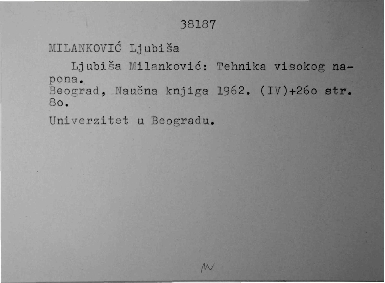 38187
MILANKOVIĆ Ljubiša
Ljubiša Milanković: Tehnika visokog na-
pona.
Beograd, Naučna knjiga 1962. (IV)+26o str.
8o.
Univerzitet u Beogradu.